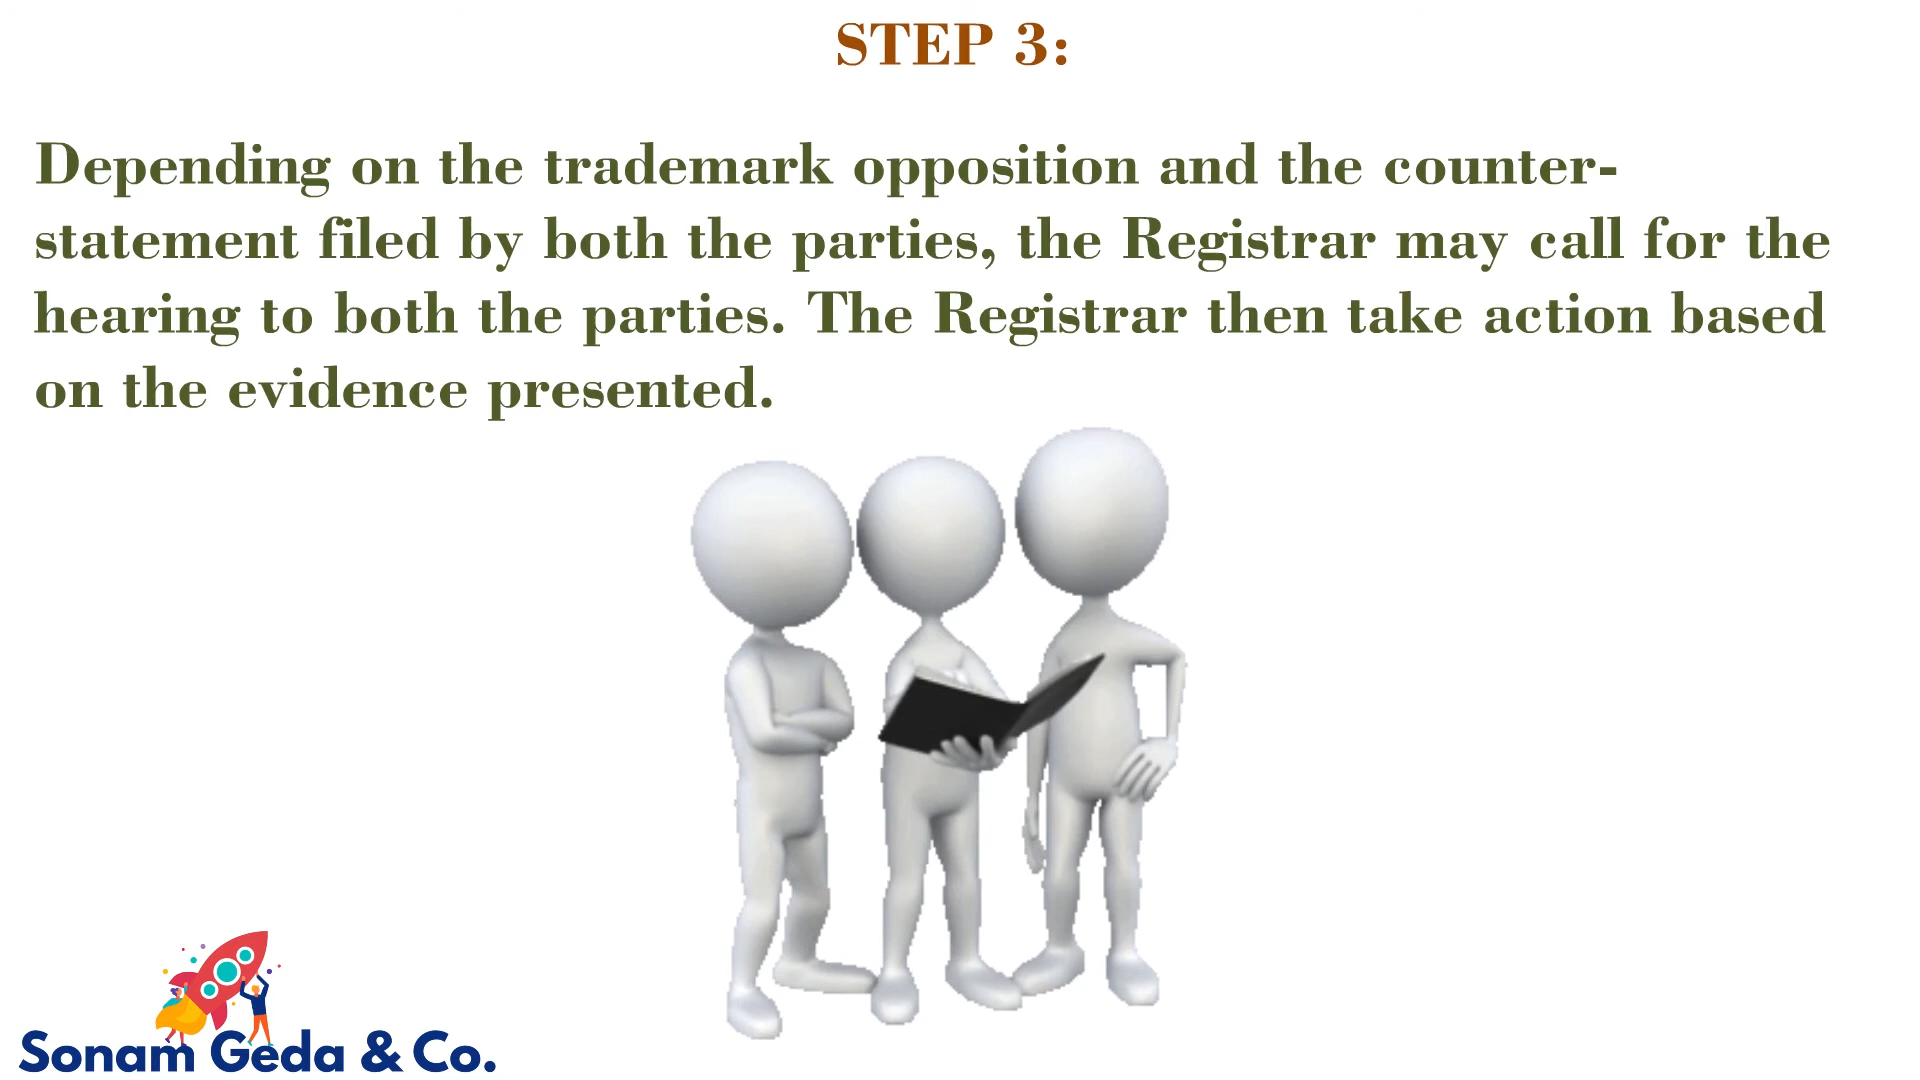 STEP 3:
Depending on the trademark opposition and the counter-
statement filed by both the parties, the Registrar may call for the
hearing to both the parties. The Registrar then take action based
on the evidence presented.
Sonam Geda & Co.